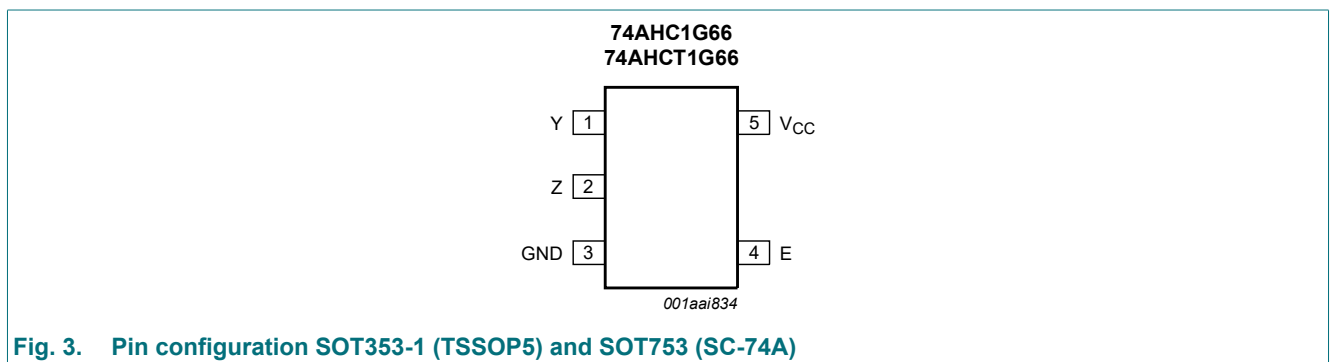 74AHC1G66
74AHCT1G66
Y 1 5 VCC
Z 2
GND 3 4 E
001aai834
Fig. 3. Pin configuration SOT353-1 (TSSOP5) and SOT753 (SC-74A)